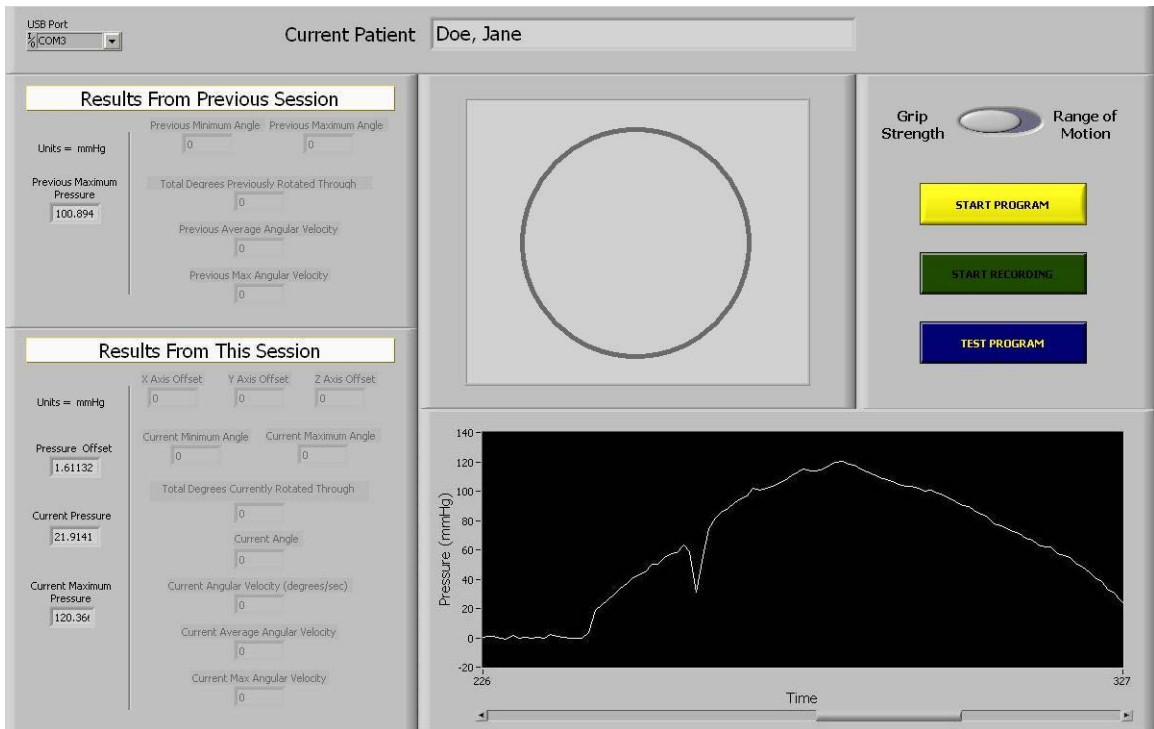 USB Port
COM3
Current Patient Doe, Jane
Results From Previous Session
Previous Minimum Angle Previous Maximum Angle
0 0
Units = mmHg
Previous Maximum
Pressure
100.894
Total Degrees Previously Rotated Through
0
Previous Average Angular Velocity
0
Previous Max Angular Velocity
0
Grip
Strength
Range of
Motion
START PROGRAM
START RECORDING
TEST PROGRAM
Results From This Session
X Axis Offset Y Axis Offset Z Axis Offset
0 0 0
Units = mmHg
Current Minimum Angle Current Maximum Angle
0 0
Pressure Offset
1.61132
Total Degrees Currently Rotated Through
0
Current Pressure
21.9141
Current Angle
0
Current Maximum
Pressure
120.36
Current Angular Velocity (degrees/sec)
0
Current Average Angular Velocity
0
Current Max Angular Velocity
0
Pressure (mmHg)
140
120
100
80
60
40
20
0
-20
226 327
Time